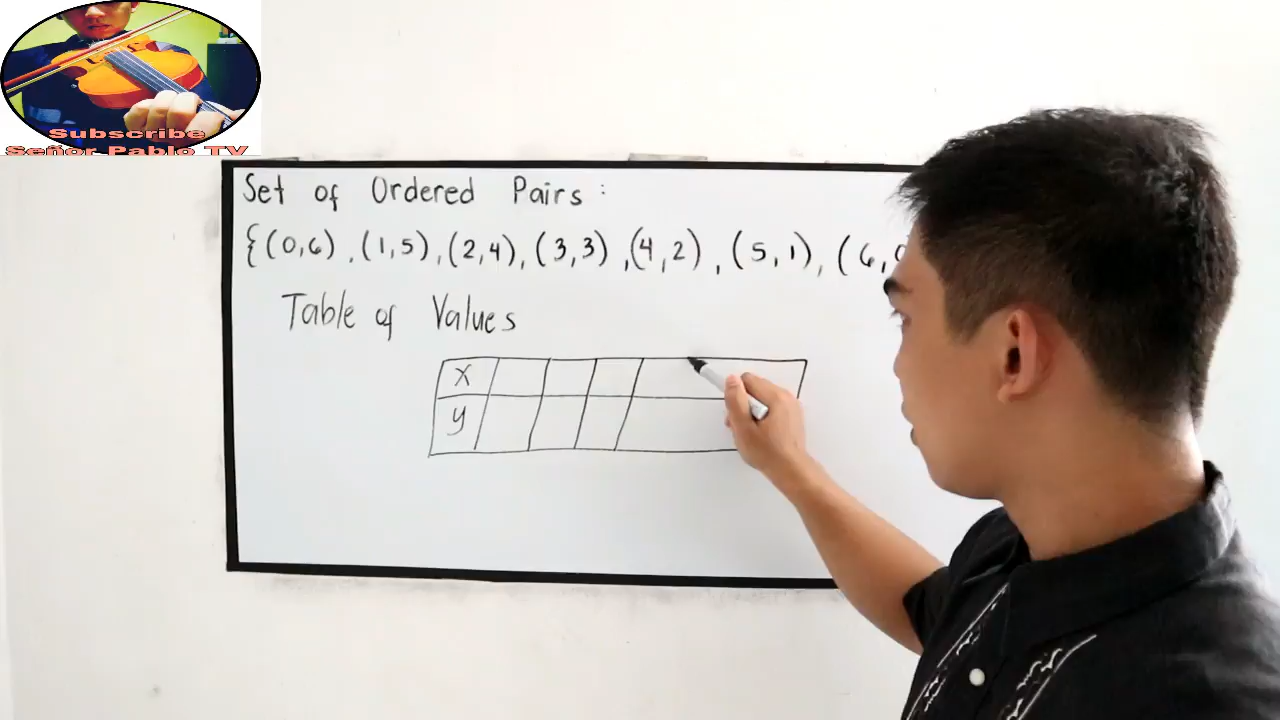 Subscribe
Señor Pablo TV
Set of Ordered Pairs:
{(0,6), (1,5), (2,4), (3,3), (4,2), (5,1), (6,
Table of Values
x
y